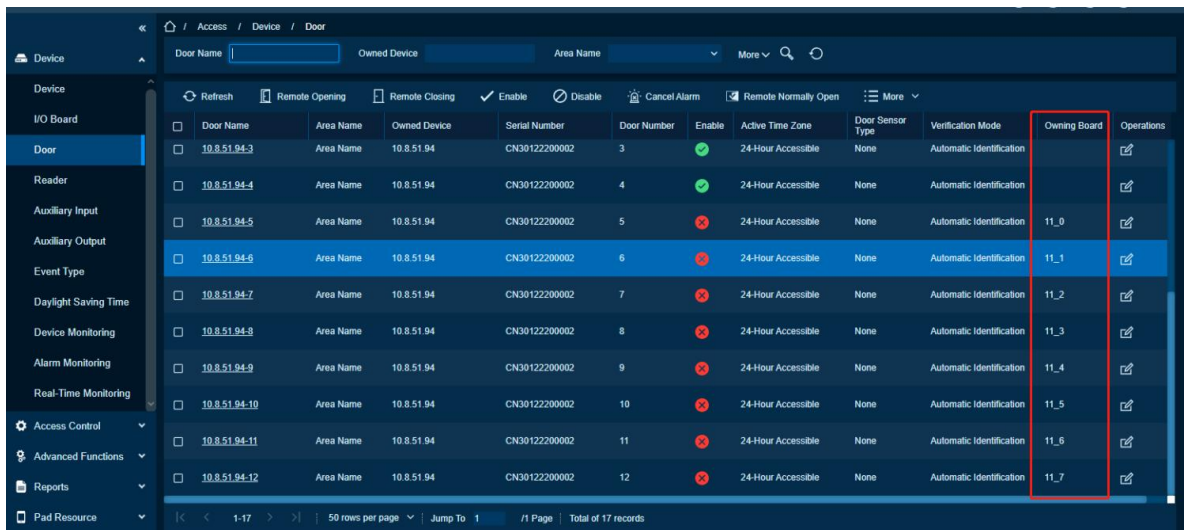 / Access / Device / Door
Device
Door Name Owned Device Area Name More
Device
I/O Board
Door
Reader
Auxiliary Input
Auxiliary Output
Event Type
Daylight Saving Time
Device Monitoring
Alarm Monitoring
Real-Time Monitoring
Access Control
Advanced Functions
Reports
Pad Resource
Refresh Remote Opening Remote Closing Enable Disable Cancel Alarm Remote Normally Open More
Door Name Area Name Owned Device Serial Number Door Number Enable Active Time Zone Door Sensor Type Verification Mode Owning Board Operations
10.8.51.94-3 Area Name 10.8.51.94 CN30122200002 3 24-Hour Accessible None Automatic Identification
10.8.51.94-4 Area Name 10.8.51.94 CN30122200002 4 24-Hour Accessible None Automatic Identification
10.8.51.94-5 Area Name 10.8.51.94 CN30122200002 5 24-Hour Accessible None Automatic Identification 11_0
10.8.51.94-6 Area Name 10.8.51.94 CN30122200002 6 24-Hour Accessible None Automatic Identification 11_1
10.8.51.94-7 Area Name 10.8.51.94 CN30122200002 7 24-Hour Accessible None Automatic Identification 11_2
10.8.51.94-8 Area Name 10.8.51.94 CN30122200002 8 24-Hour Accessible None Automatic Identification 11_3
10.8.51.94-9 Area Name 10.8.51.94 CN30122200002 9 24-Hour Accessible None Automatic Identification 11_4
10.8.51.94-10 Area Name 10.8.51.94 CN30122200002 10 24-Hour Accessible None Automatic Identification 11_5
10.8.51.94-11 Area Name 10.8.51.94 CN30122200002 11 24-Hour Accessible None Automatic Identification 11_6
10.8.51.94-12 Area Name 10.8.51.94 CN30122200002 12 24-Hour Accessible None Automatic Identification 11_7
1-17 50 rows per page Jump To 1 /1 Page Total of 17 records